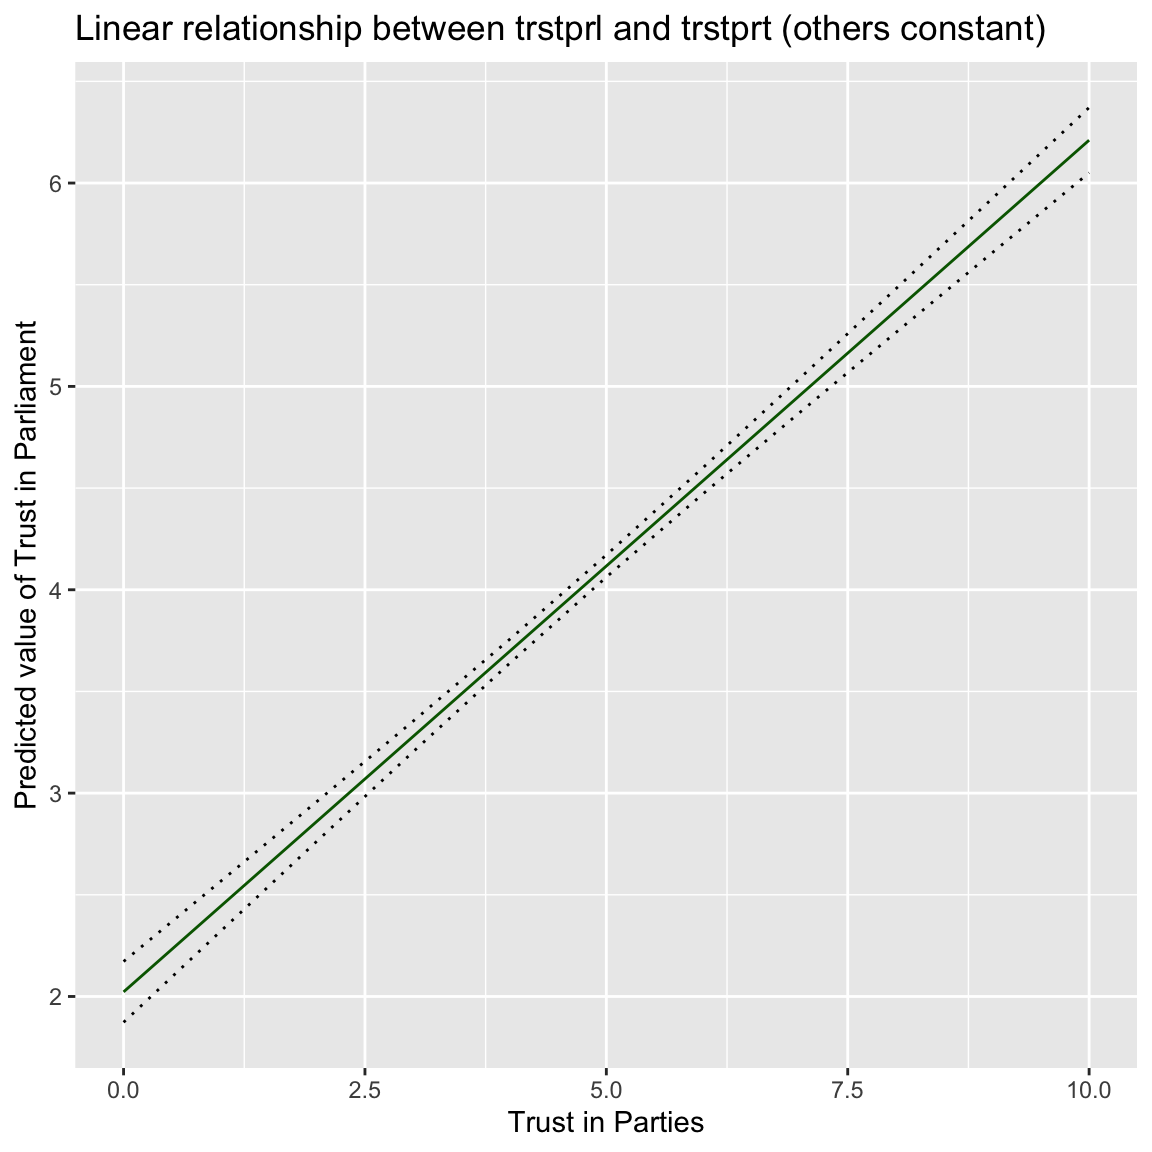 Linear relationship between trstprl and trstprt (others constant)
Predicted value of Trust in Parliament
6
5
4
3
2
0.0 2.5 5.0 7.5 10.0
Trust in Parties